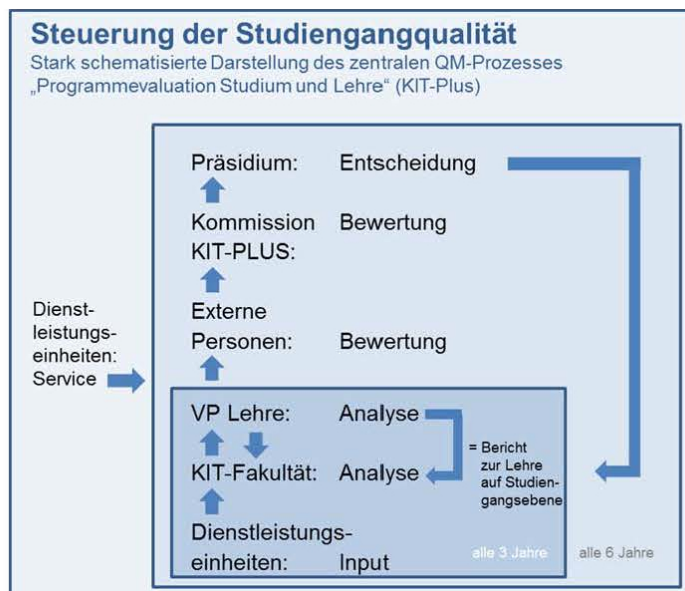 Steuerung der Studiengangqualität
Stark schematisierte Darstellung des zentralen QM-Prozesses
„Programmevaluation Studium und Lehre“ (KIT-Plus)
Präsidium: Entscheidung
Kommission Bewertung
KIT-PLUS:
Externe
Personen: Bewertung
Dienst-
leistungs-
einheiten:
Service
VP Lehre: Analyse
KIT-Fakultät: Analyse
= Bericht
zur Lehre
auf Studien-
gangsebene
Dienstleistungs-
einheiten: Input
alle 3 Jahre alle 6 Jahre